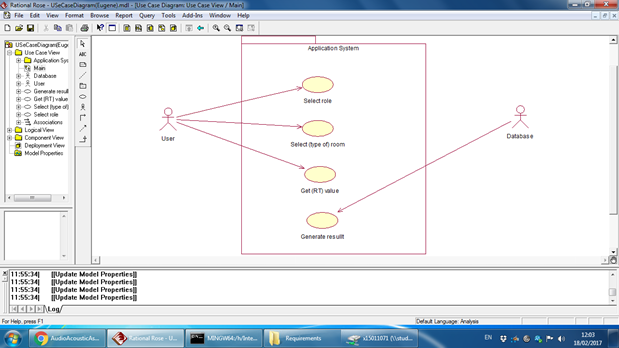 Rational Rose - USeCaseDiagram(Eugene).mdl - [Use Case Diagram: Use Case View / Main]
File Edit View Format Browse Report Query Tools Add-Ins Window Help
USeCaseDiagram(Euge
Use Case View
Application Sys
Main
Database
User
Generate result
Get (RT) value
Select (type of)
Select role
Associations
Logical View
Component View
Deployment View
Model Properties
ABC
Application System
Select role
User
Select (type of) room
Database
Get (RT) value
Generate resullt
11:55:34| [[Update Model Properties]]
11:55:34| [[Update Model Properties]]
11:55:34| [[Update Model Properties]]
11:55:34| [[Update Model Properties]]
Log
For Help, press F1
Default Language: Analysis
AudioAcousticAs...
Rational Rose - U...
MINGW64:/h/Inte...
Requirements
x15011071 (\\stud...
EN
12:03
18/02/2017